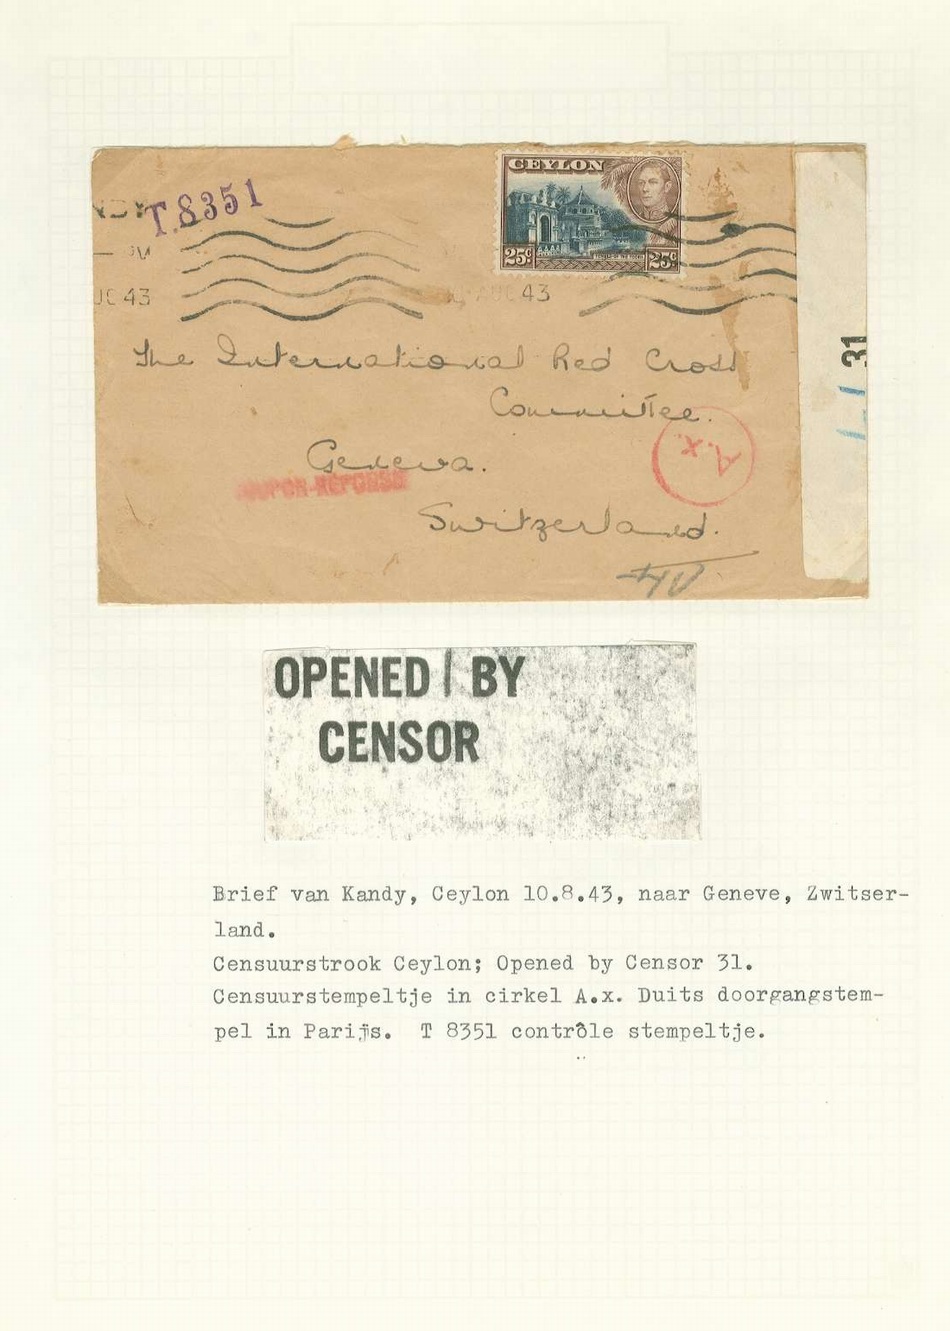 CEYLON
25c 25c
T.8351
AUG 43
31
The International Red Cross
Committee.
Geneva.
A.x.
COUPON-REPONSE
Switzerland.
OPENED BY
CENSOR
Brief van Kandy, Ceylon 10.8.43, naar Geneve, Zwitser-
land.
Censuurstrook Ceylon; Opened by Censor 31.
Censuurstempeltje in cirkel A.x. Duits doorgangstem-
pel in Parijs. T 8351 contrôle stempeltje.